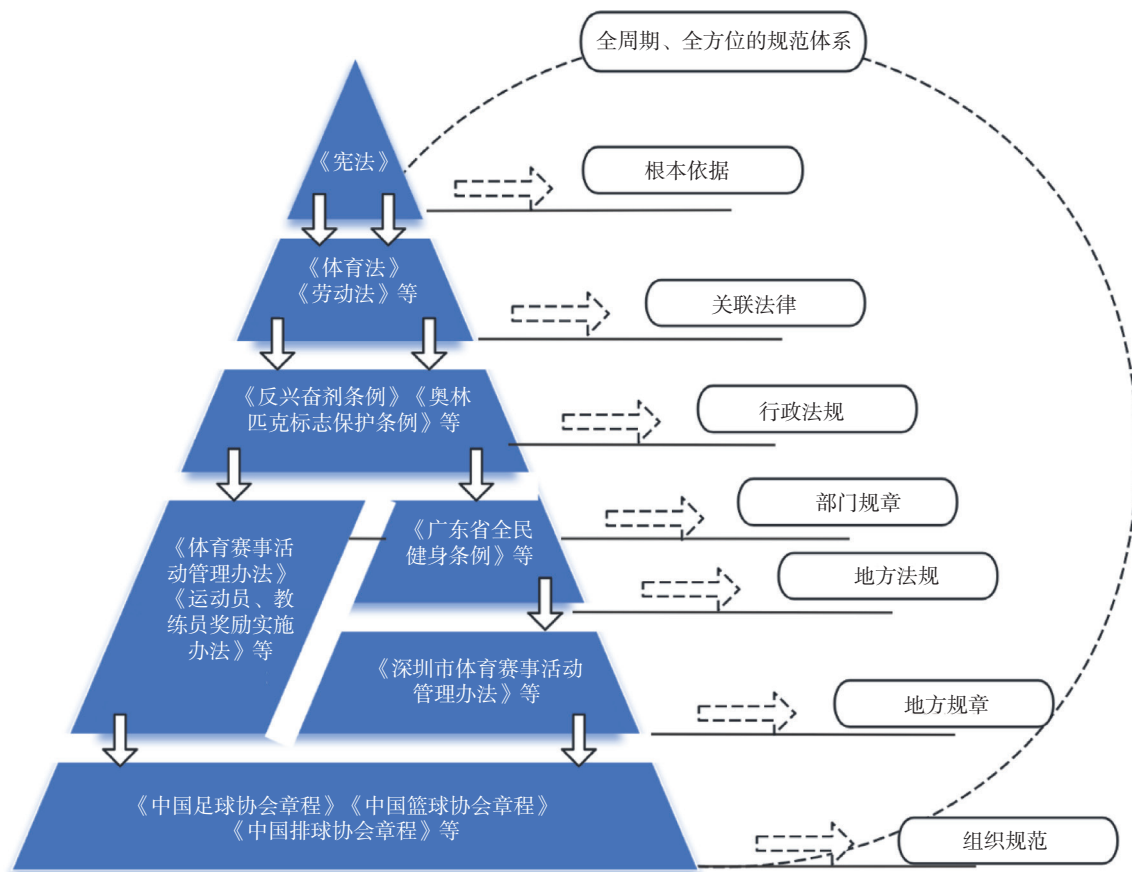 全周期、全方位的规范体系
《宪法》
根本依据
《体育法》
《劳动法》等
关联法律
《反兴奋剂条例》《奥林
匹克标志保护条例》等
行政法规
《体育赛事活
动管理办法》
《运动员、教
练员奖励实施
办法》等
部门规章
《广东省全民
健身条例》等
地方法规
《深圳市体育赛事活动
管理办法》等
地方规章
《中国足球协会章程》《中国篮球协会章程》
《中国排球协会章程》等
组织规范